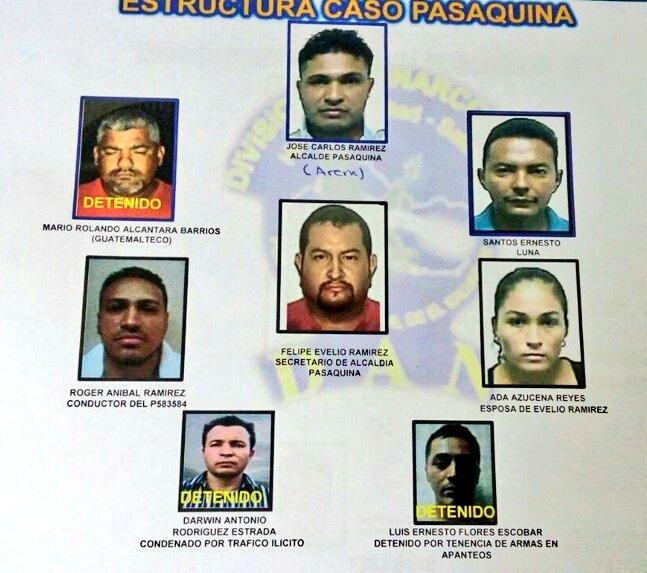 ESTRUCTURA CASO PASAQUINA
JOSE CARLOS RAMIREZ
ALCALDE PASAQUINA
(Arena)
DETENIDO
MARIO ROLANDO ALCANTARA BARRIOS
(GUATEMALTECO)
SANTOS ERNESTO
LUNA
FELIPE EVELIO RAMIREZ
SECRETARIO DE ALCALDIA
PASAQUINA
ROGER ANIBAL RAMIREZ
CONDUCTOR DEL P583584
ADA AZUCENA REYES
ESPOSA DE EVELIO RAMIREZ
DETENIDO
DARWIN ANTONIO
RODRIGUEZ ESTRADA
CONDENADO POR TRAFICO ILICITO
DETENIDO
LUIS ERNESTO FLORES ESCOBAR
DETENIDO POR TENENCIA DE ARMAS EN
APANTEOS